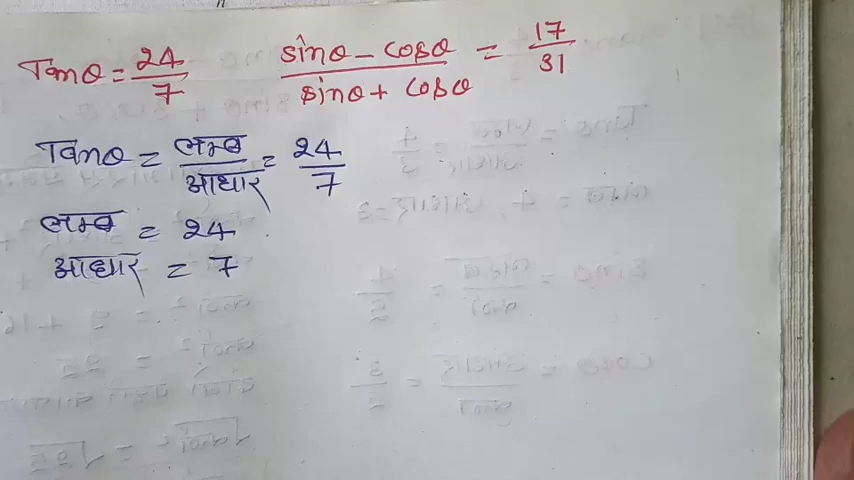 Tanθ = 24/7 (sinθ - cosθ)/(sinθ + cosθ) = 17/31
Tanθ = लम्ब/आधार = 24/7
लम्ब = 24
आधार = 7